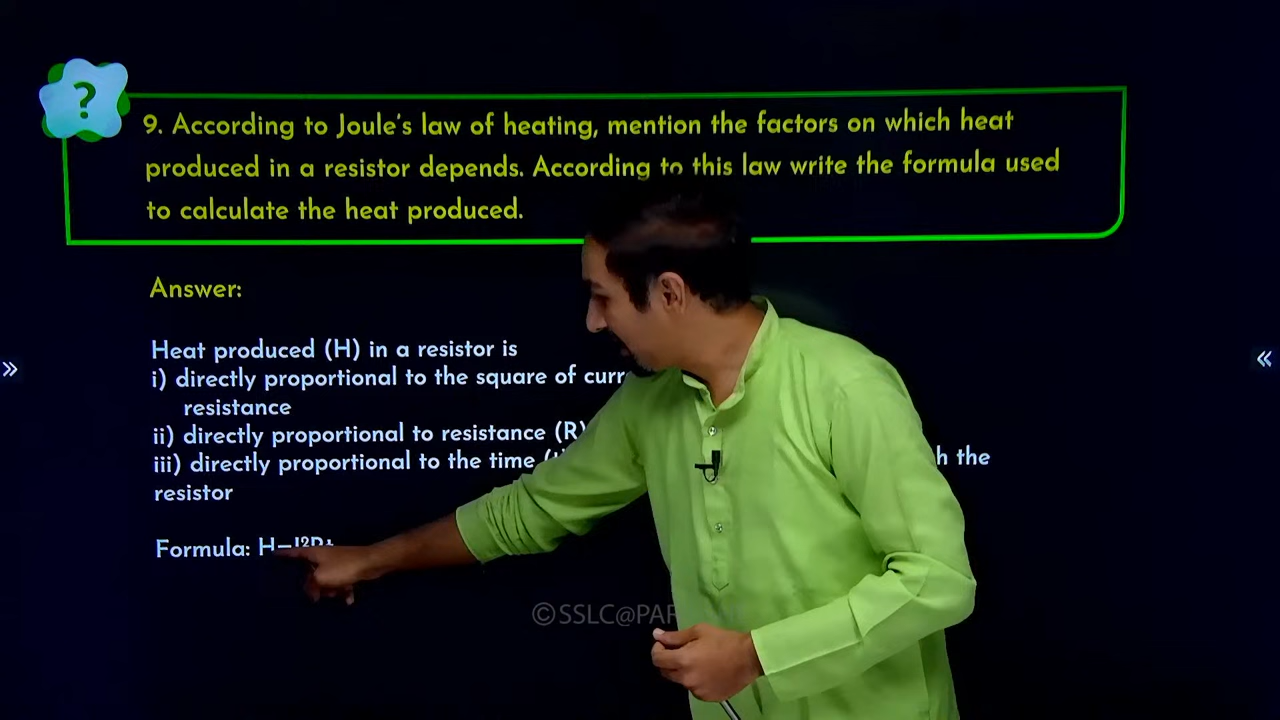 ?
9. According to Joule's law of heating, mention the factors on which heat
produced in a resistor depends. According to this law write the formula used
to calculate the heat produced.
Answer:
Heat produced (H) in a resistor is
i) directly proportional to the square of
resistance
ii) directly proportional to resistance (R)
iii) directly proportional to the time the
resistor
Formula: H=I²Rt
©SSLC@